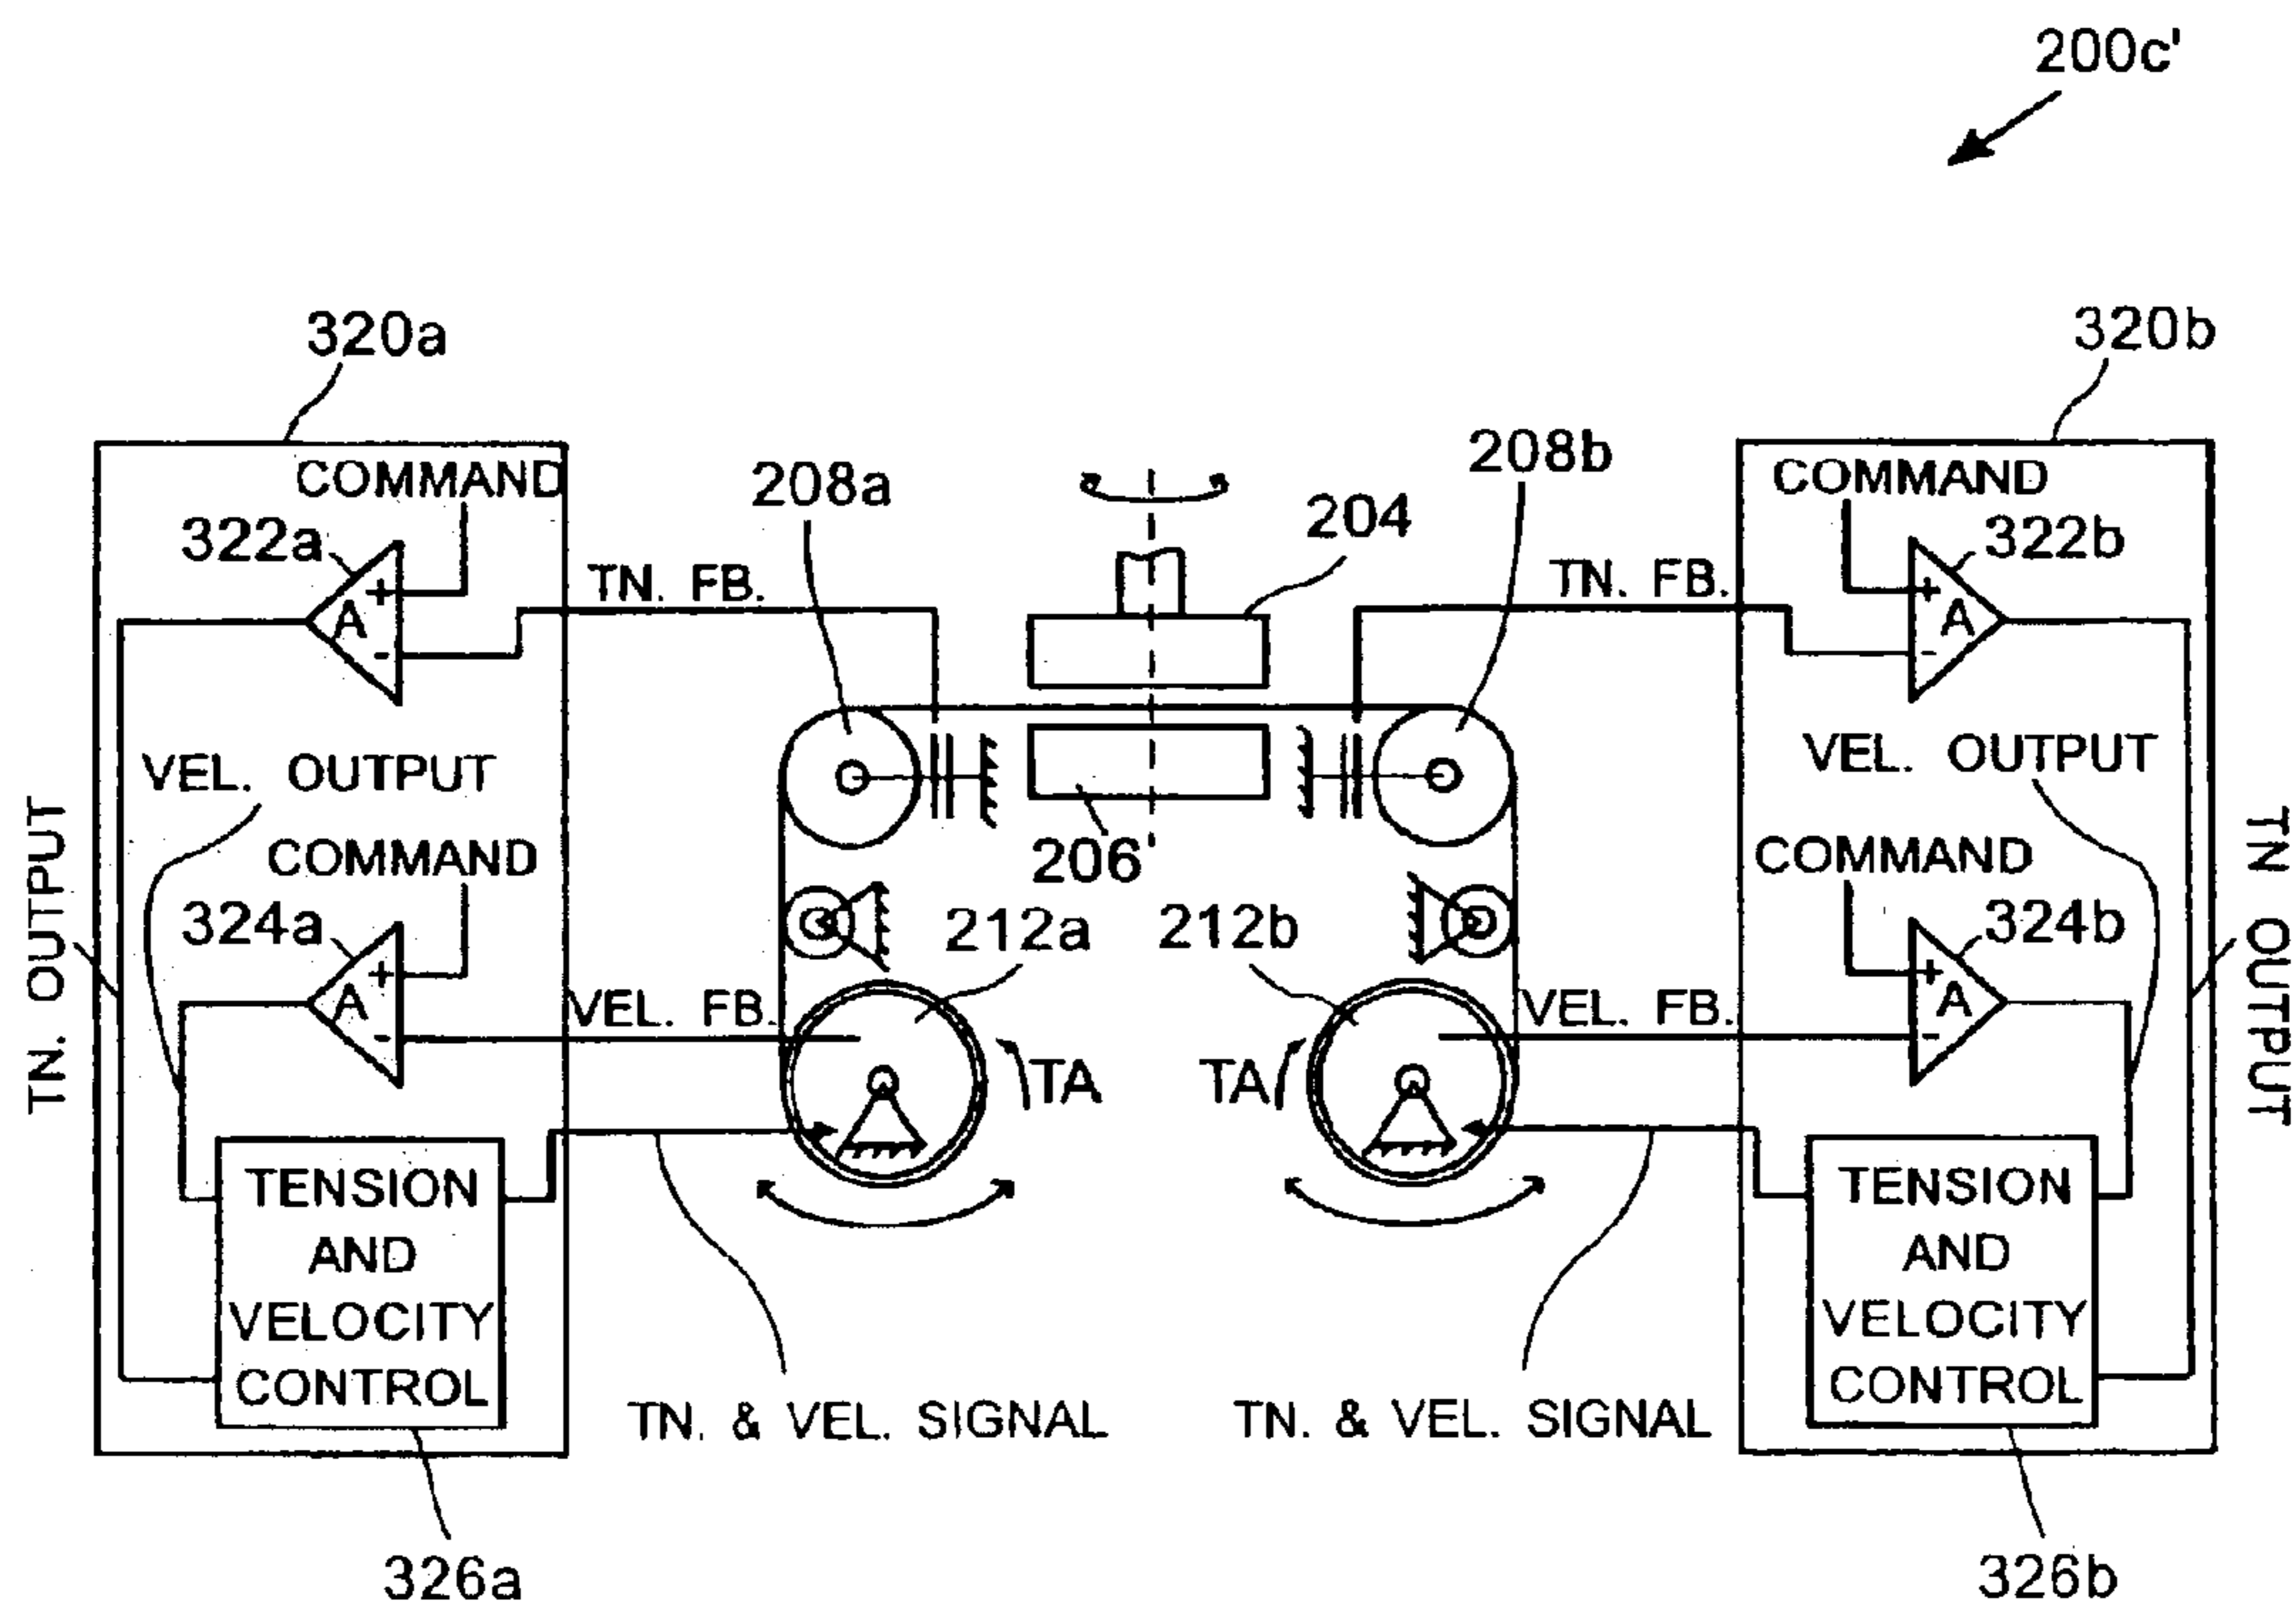 200c'
320a
320b
COMMAND
322a
A
+
-
TN. FB.
208a
204
208b
TN. FB.
COMMAND
322b
+
A
-
VEL. OUTPUT
COMMAND
324a
A
+
-
VEL. FB.
TN. OUTPUT
206'
212a
212b
TA
TA
VEL. OUTPUT
COMMAND
324b
+
A
-
VEL. FB.
TN OUTPUT
TENSION
AND
VELOCITY
CONTROL
TN. & VEL. SIGNAL
TN. & VEL. SIGNAL
TENSION
AND
VELOCITY
CONTROL
326a
326b